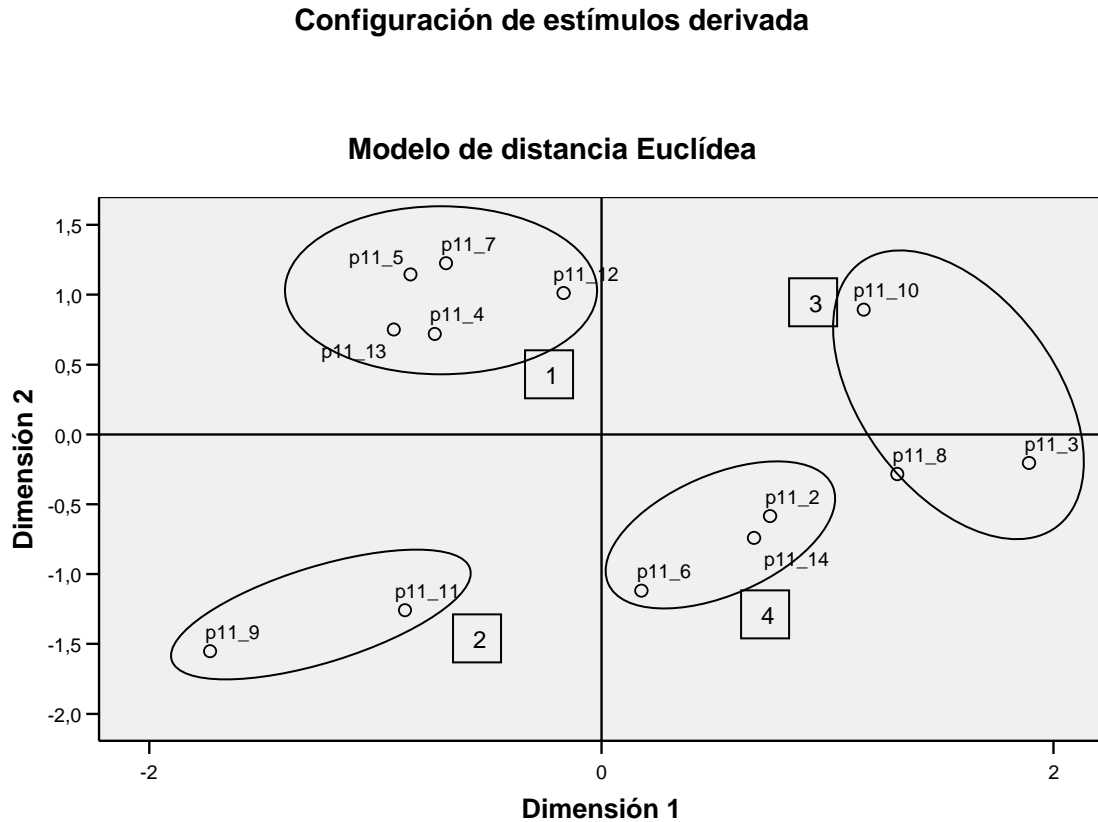 Configuración de estímulos derivada
Modelo de distancia Euclídea
1,5
1,0
0,5
0,0
-0,5
-1,0
-1,5
-2,0
Dimensión 2
p11_7
p11_5
p11_12
p11_10
3
p11_4
p11_13
1
p11_3
p11_8
p11_2
p11_14
p11_6
p11_11
4
p11_9
2
-2
0
2
Dimensión 1